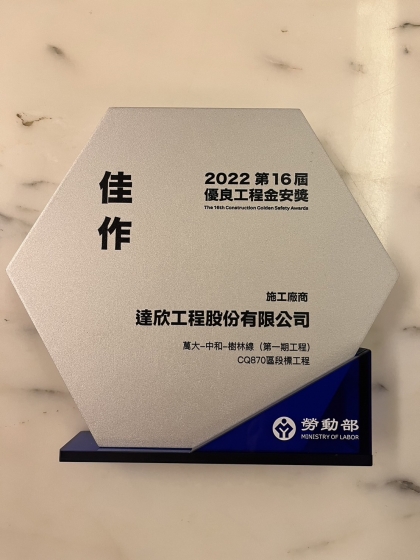 佳作
2022 第16屆
優良工程金安獎
The 16th Construction Golden Safety Awards
施工廠商
達欣工程股份有限公司
萬大-中和-樹林線（第一期工程）
CQ870區段標工程
勞動部
MINISTRY OF LABOR